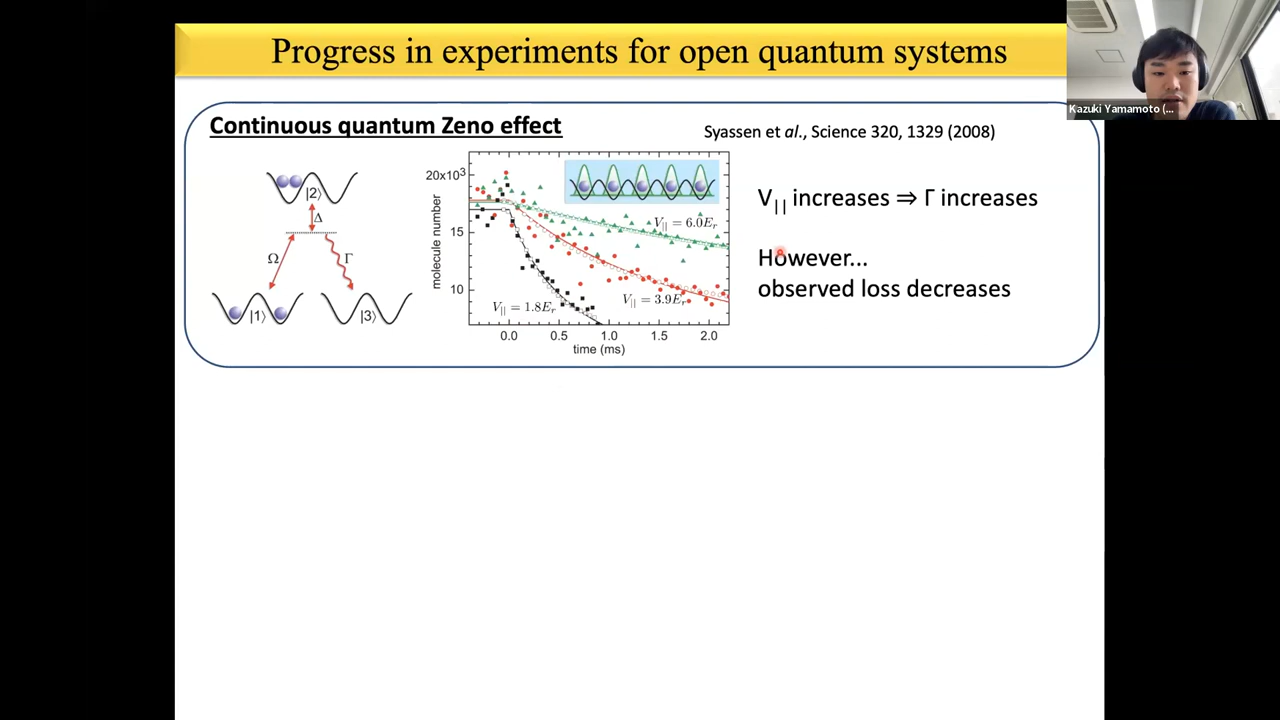 Progress in experiments for open quantum systems
Kazuki Yamamoto (...
Continuous quantum Zeno effect
Syassen et al., Science 320, 1329 (2008)
|2⟩
Δ
Ω
Γ
|1⟩
|3⟩
molecule number
20x10³
15
10
V|| = 6.0Er
V|| = 3.9Er
V|| = 1.8Er
0.0 0.5 1.0 1.5 2.0
time (ms)
V|| increases ⇒ Γ increases
However...
observed loss decreases